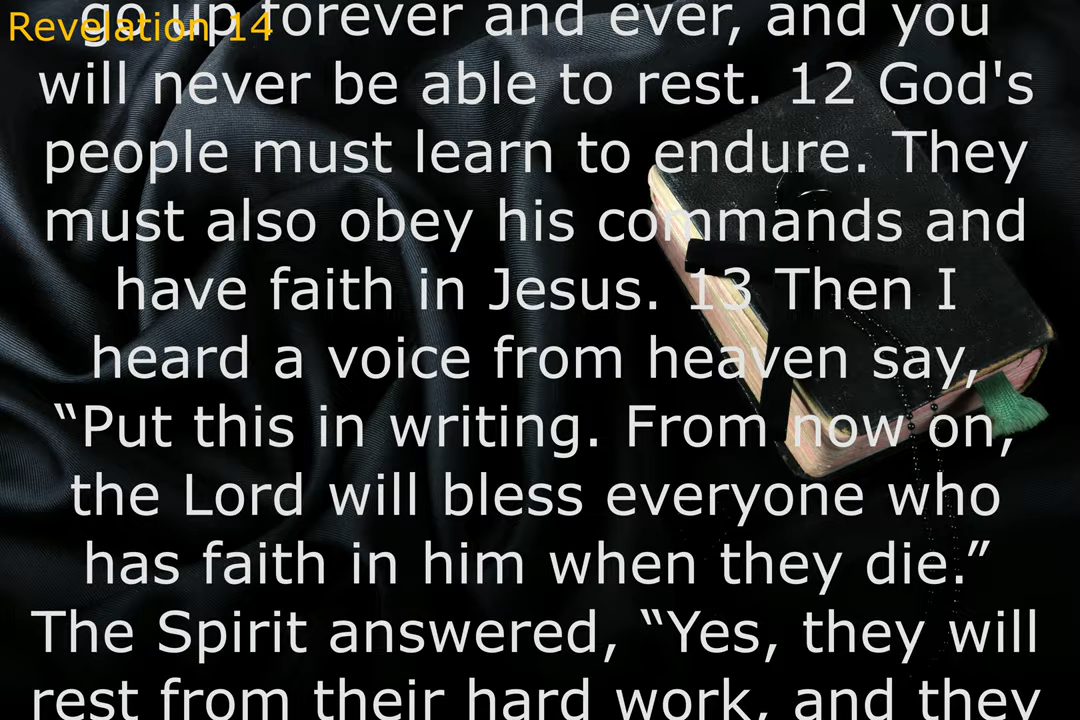 Revelation 14
go up forever and ever, and you
will never be able to rest. 12 God's
people must learn to endure. They
must also obey his commands and
have faith in Jesus. 13 Then I
heard a voice from heaven say,
“Put this in writing. From now on,
the Lord will bless everyone who
has faith in him when they die.”
The Spirit answered, “Yes, they will
rest from their hard work, and they